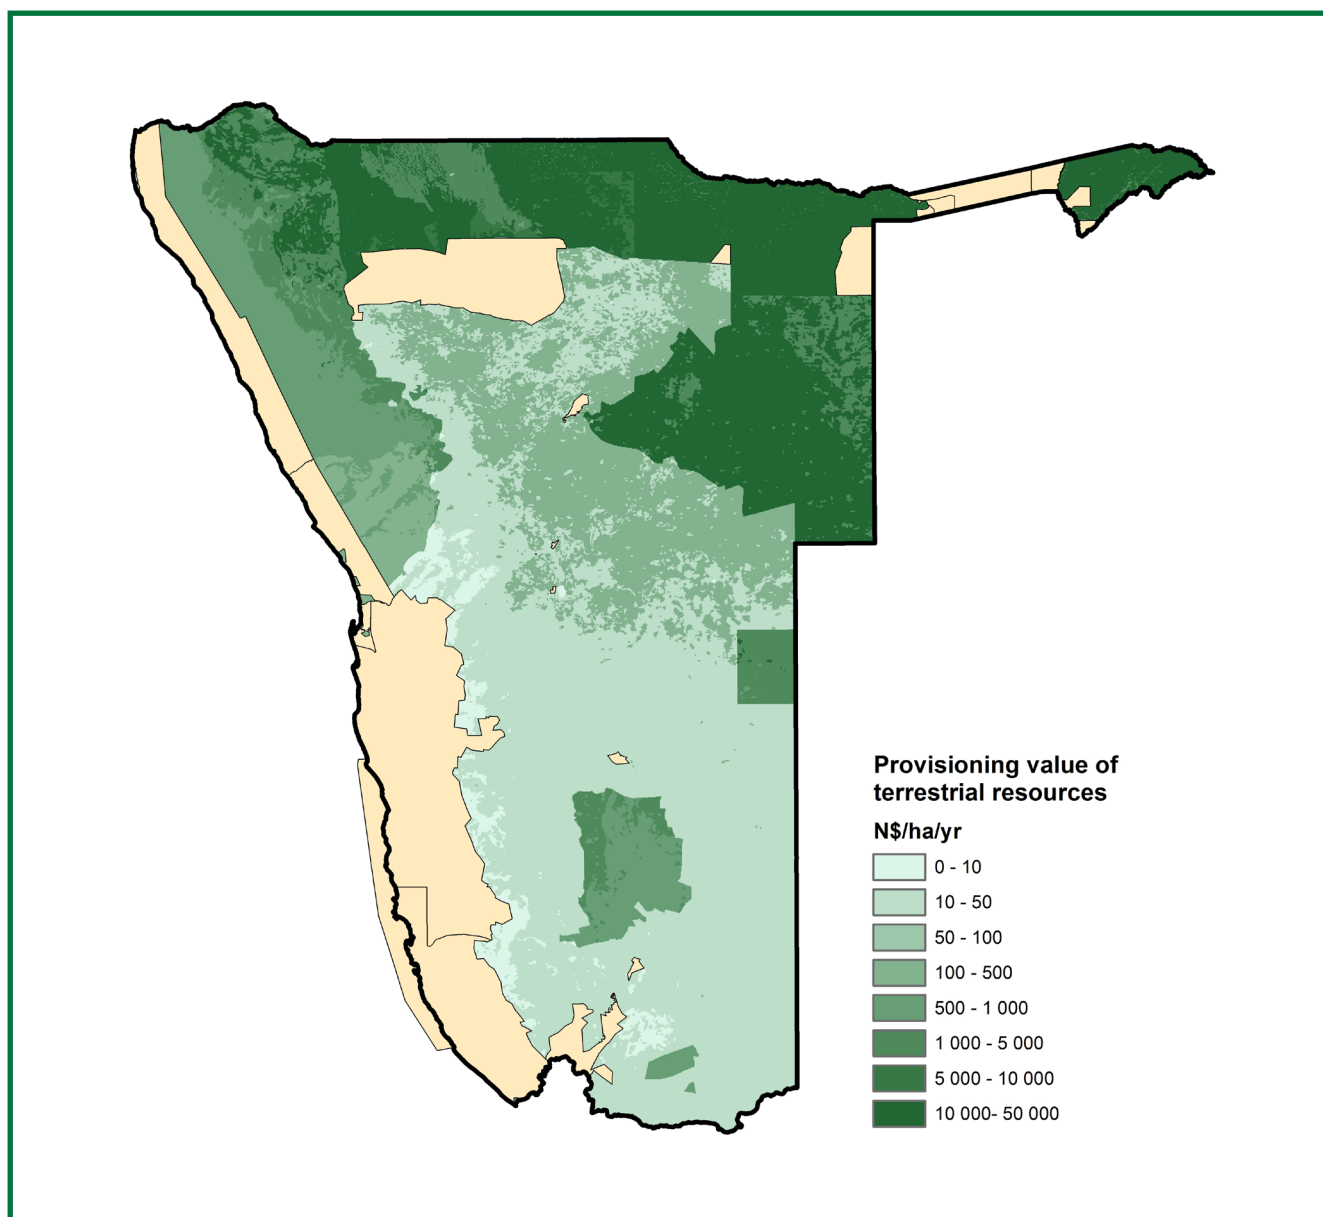 Provisioning value of
terrestrial resources
N$/ha/yr
0 - 10
10 - 50
50 - 100
100 - 500
500 - 1 000
1 000 - 5 000
5 000 - 10 000
10 000- 50 000